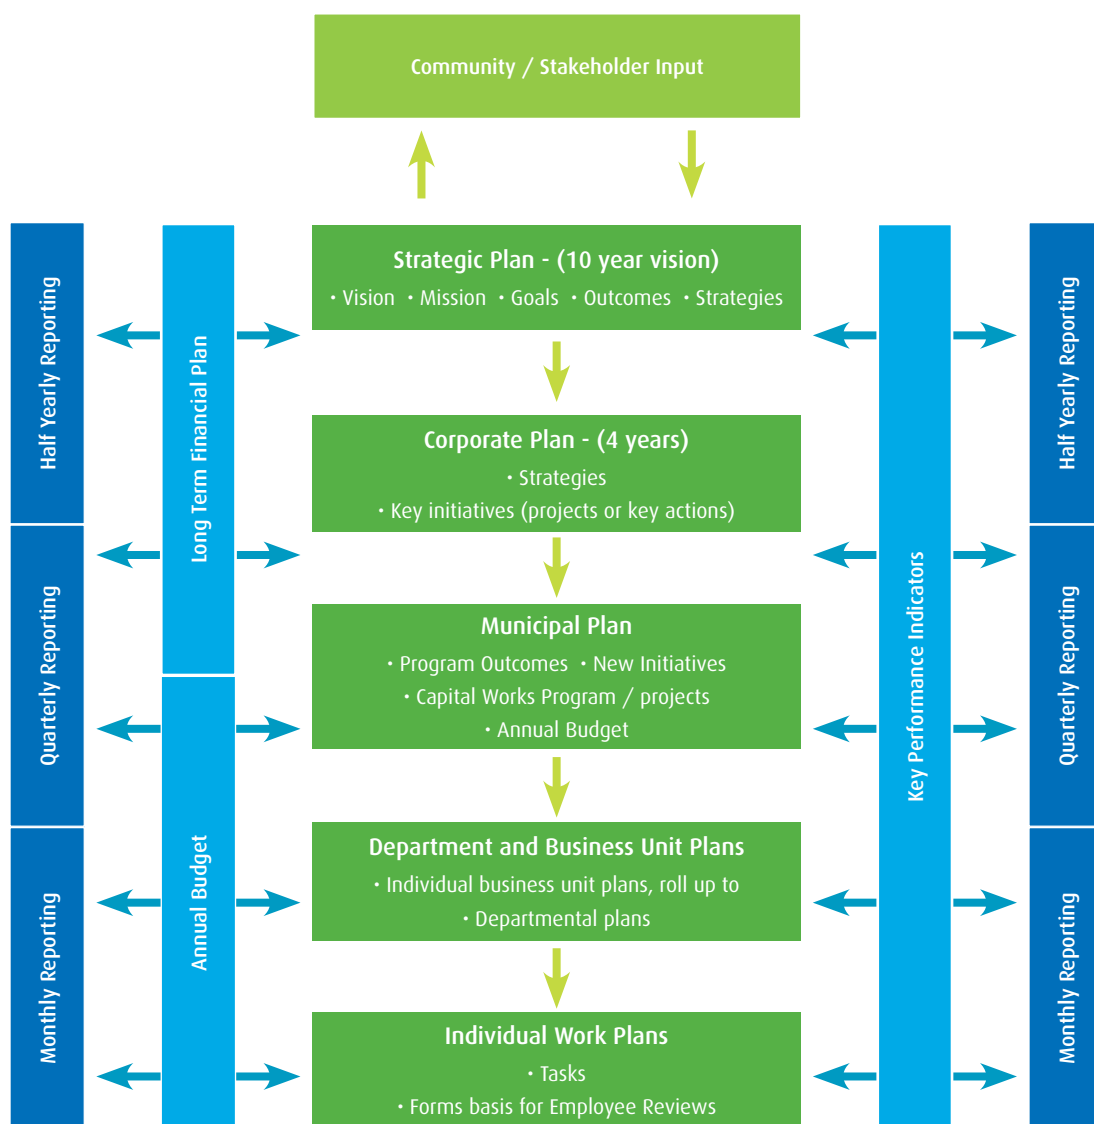 Community / Stakeholder Input
Half Yearly Reporting
Quarterly Reporting
Monthly Reporting
Long Term Financial Plan
Annual Budget
Strategic Plan - (10 year vision)
• Vision • Mission • Goals • Outcomes • Strategies
Corporate Plan - (4 years)
• Strategies
• Key initiatives (projects or key actions)
Municipal Plan
• Program Outcomes • New Initiatives
• Capital Works Program / projects
• Annual Budget
Department and Business Unit Plans
• Individual business unit plans, roll up to
• Departmental plans
Individual Work Plans
• Tasks
• Forms basis for Employee Reviews
Key Performance Indicators
Half Yearly Reporting
Quarterly Reporting
Monthly Reporting